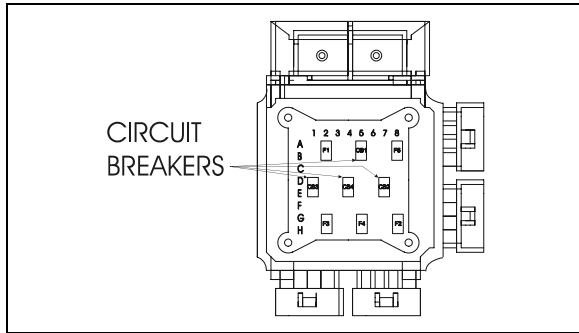 CIRCUIT
BREAKERS
1 2 3 4 5 6 7 8
A
B
C
D
E
F
G
H
F1 CB1 F5
CB3 CB4 CB2
F3 F4 F2